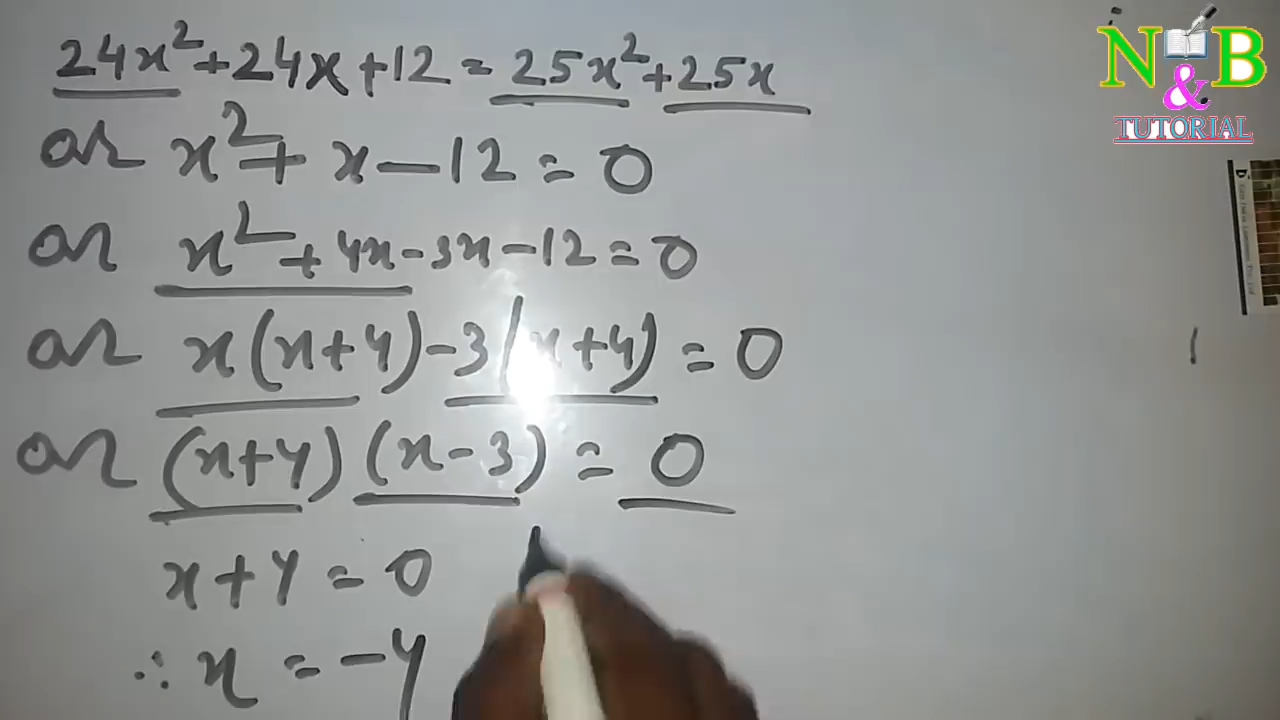 24x²+24x+12=25x²+25x
or x²+x-12=0
or x²+4x-3x-12=0
or x(x+4)-3(x+4)=0
or (x+4)(x-3)=0
x+4=0
∴x=-4
N&B
TUTORIAL